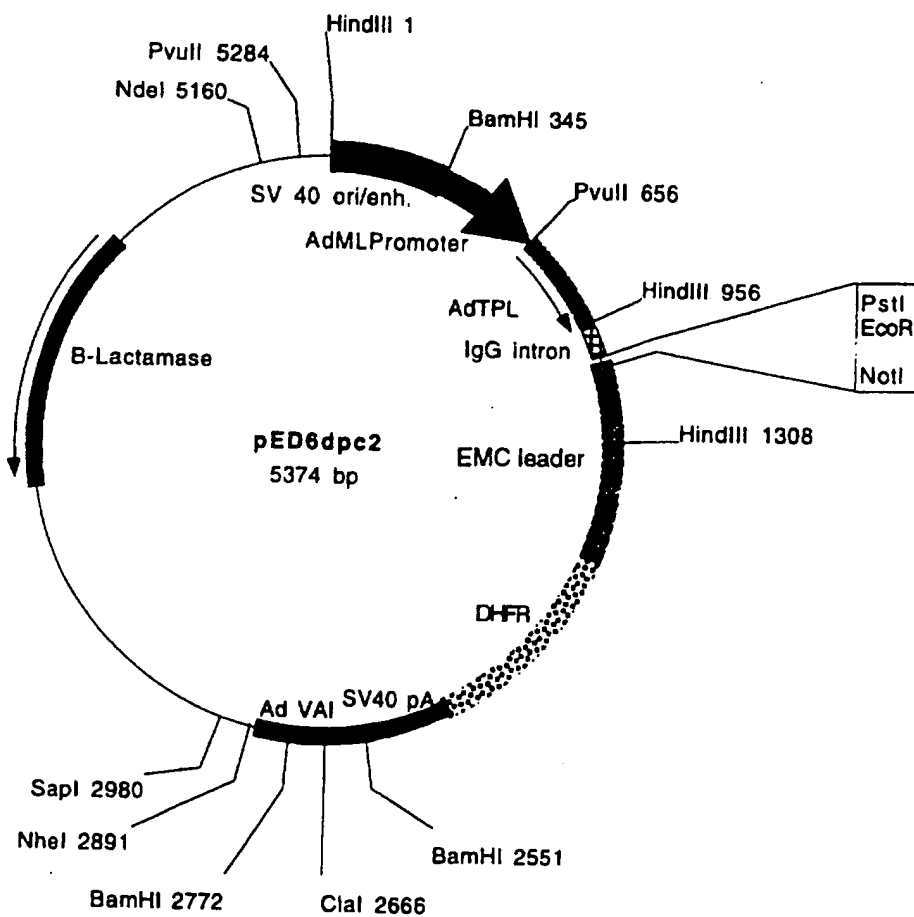 HindIII 1
PvuII 5284
NdeI 5160
BamHI 345
SV 40 ori/enh.
PvuII 656
AdMLPromoter
HindIII 956
AdTPL
IgG intron
PstI
EcoR
NotI
B-Lactamase
pED6dpc2
5374 bp
EMC leader
HindIII 1308
DHFR
SV40 pA
Ad VAI
SapI 2980
NheI 2891
BamHI 2551
BamHI 2772
ClaI 2666